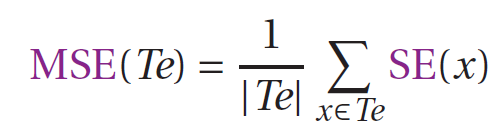 MSE(Te) = 1/|Te| ∑x∈Te SE(x)